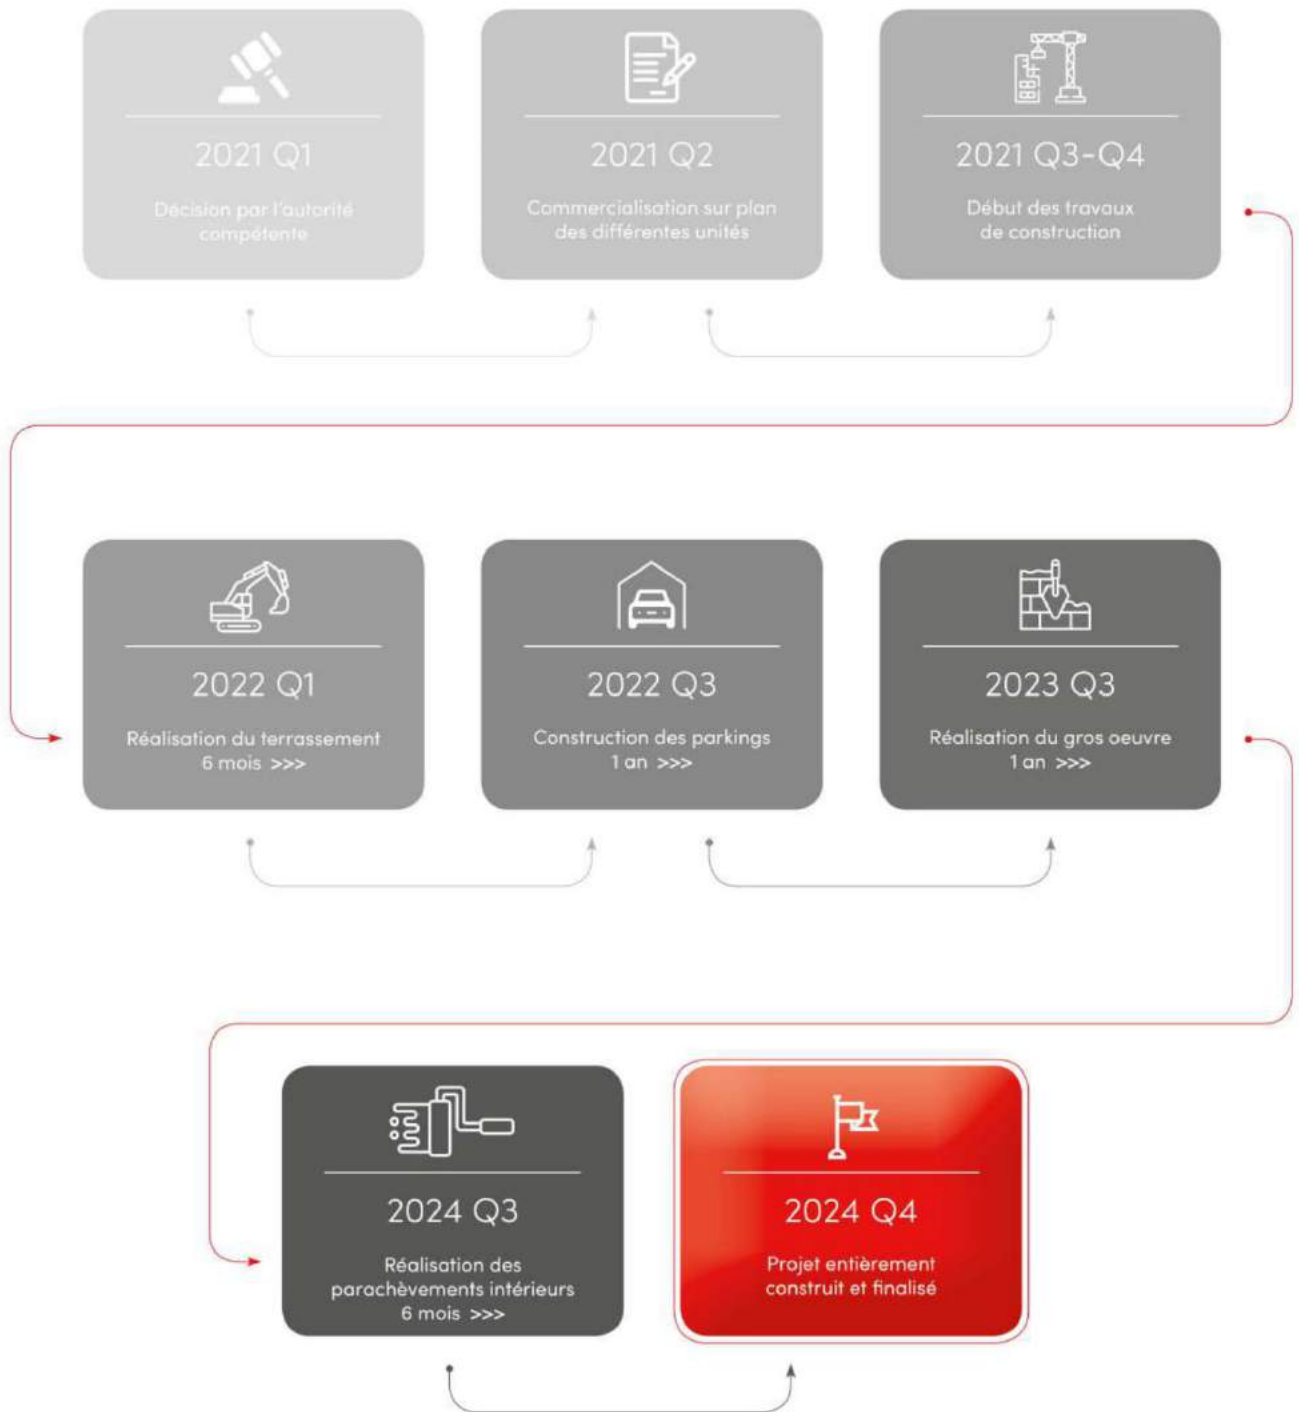 2021 Q1
Décision par l'autorité
compétente
2021 Q2
Commercialisation sur plan
des différentes unités
2021 Q3-Q4
Début des travaux
de construction
2022 Q1
Réalisation du terrassement
6 mois >>>
2022 Q3
Construction des parkings
1 an >>>
2023 Q3
Réalisation du gros oeuvre
1 an >>>
2024 Q3
Réalisation des
parachèvements intérieurs
6 mois >>>
2024 Q4
Projet entièrement
construit et finalisé